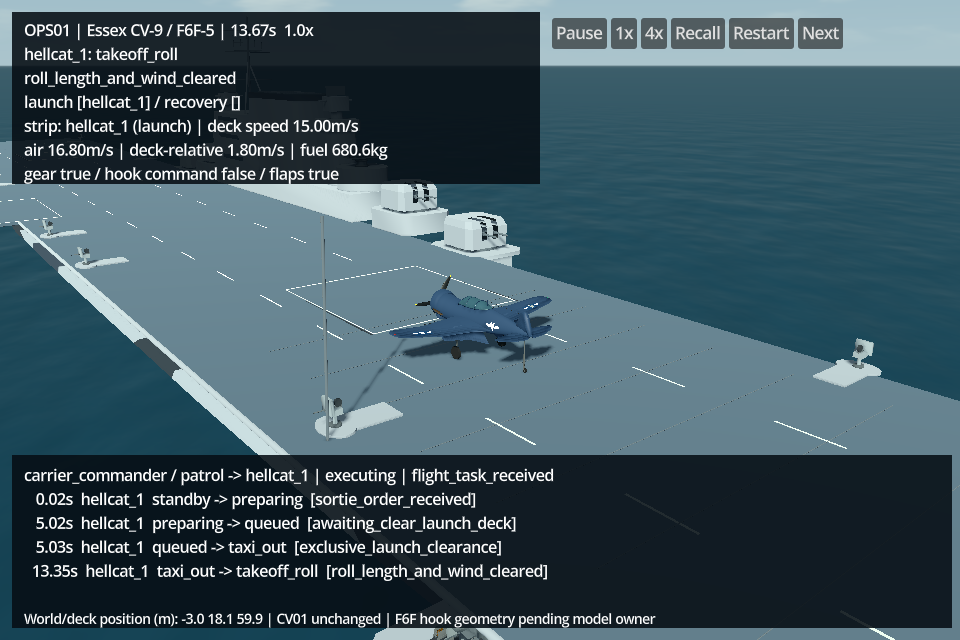 OPS01 | Essex CV-9 / F6F-5 | 13.67s  1.0x
hellcat_1: takeoff_roll
roll_length_and_wind_cleared
launch [hellcat_1] / recovery []
strip: hellcat_1 (launch) | deck speed 15.00m/s
air 16.80m/s | deck-relative 1.80m/s | fuel 680.6kg
gear true / hook command false / flaps true
Pause 1x 4x Recall Restart Next
carrier_commander / patrol -> hellcat_1 | executing | flight_task_received
0.02s  hellcat_1  standby -> preparing  [sortie_order_received]
5.02s  hellcat_1  preparing -> queued  [awaiting_clear_launch_deck]
5.03s  hellcat_1  queued -> taxi_out  [exclusive_launch_clearance]
13.35s  hellcat_1  taxi_out -> takeoff_roll  [roll_length_and_wind_cleared]
World/deck position (m): -3.0 18.1 59.9 | CV01 unchanged | F6F hook geometry pending model owner